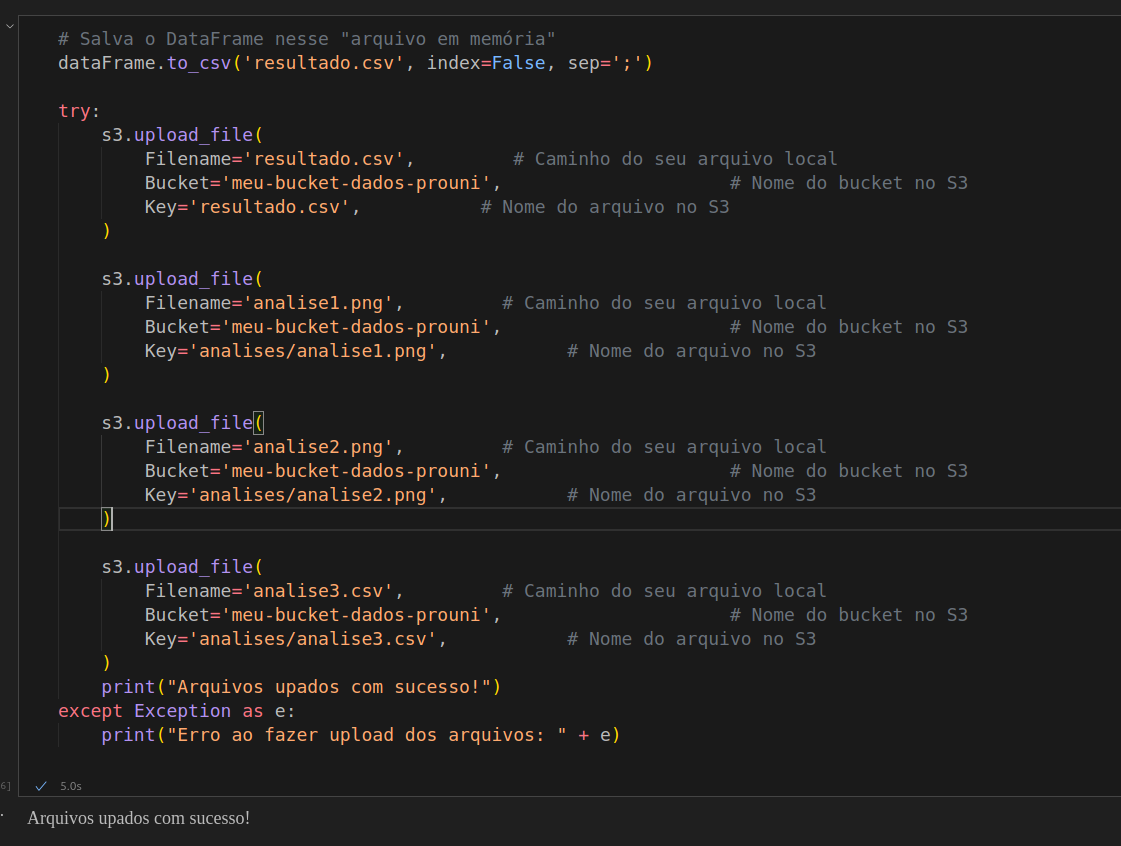 # Salva o DataFrame nesse "arquivo em memória"
dataFrame.to_csv('resultado.csv', index=False, sep=';')
try:
s3.upload_file(
Filename='resultado.csv', # Caminho do seu arquivo local
Bucket='meu-bucket-dados-prouni', # Nome do bucket no S3
Key='resultado.csv', # Nome do arquivo no S3
)
s3.upload_file(
Filename='analise1.png', # Caminho do seu arquivo local
Bucket='meu-bucket-dados-prouni', # Nome do bucket no S3
Key='analises/analise1.png', # Nome do arquivo no S3
)
s3.upload_file(
Filename='analise2.png', # Caminho do seu arquivo local
Bucket='meu-bucket-dados-prouni', # Nome do bucket no S3
Key='analises/analise2.png', # Nome do arquivo no S3
)
s3.upload_file(
Filename='analise3.csv', # Caminho do seu arquivo local
Bucket='meu-bucket-dados-prouni', # Nome do bucket no S3
Key='analises/analise3.csv', # Nome do arquivo no S3
)
print("Arquivos upados com sucesso!")
except Exception as e:
print("Erro ao fazer upload dos arquivos: " + e)
6] 5.0s
Arquivos upados com sucesso!